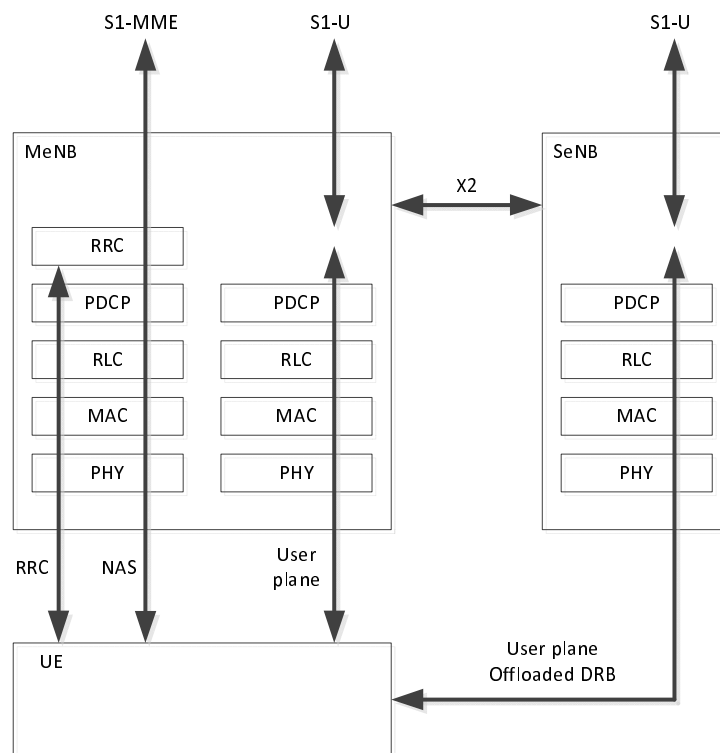 S1-MME
S1-U
S1-U
MeNB
SeNB
X2
RRC
PDCP
PDCP
PDCP
RLC
RLC
RLC
MAC
MAC
MAC
PHY
PHY
PHY
RRC
NAS
User
plane
UE
User plane
Offloaded DRB